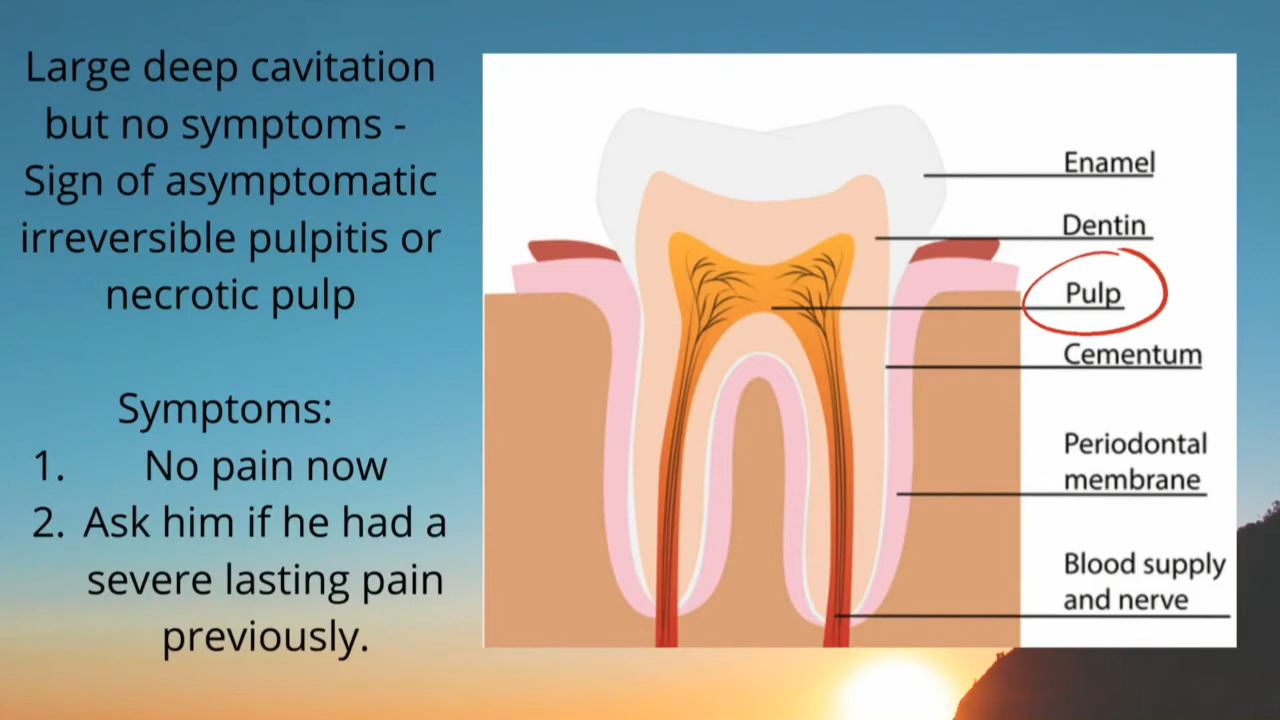 Large deep cavitation
but no symptoms -
Sign of asymptomatic
irreversible pulpitis or
necrotic pulp
Symptoms:
1. No pain now
2. Ask him if he had a
severe lasting pain
previously.
Enamel
Dentin
Pulp
Cementum
Periodontal
membrane
Blood supply
and nerve